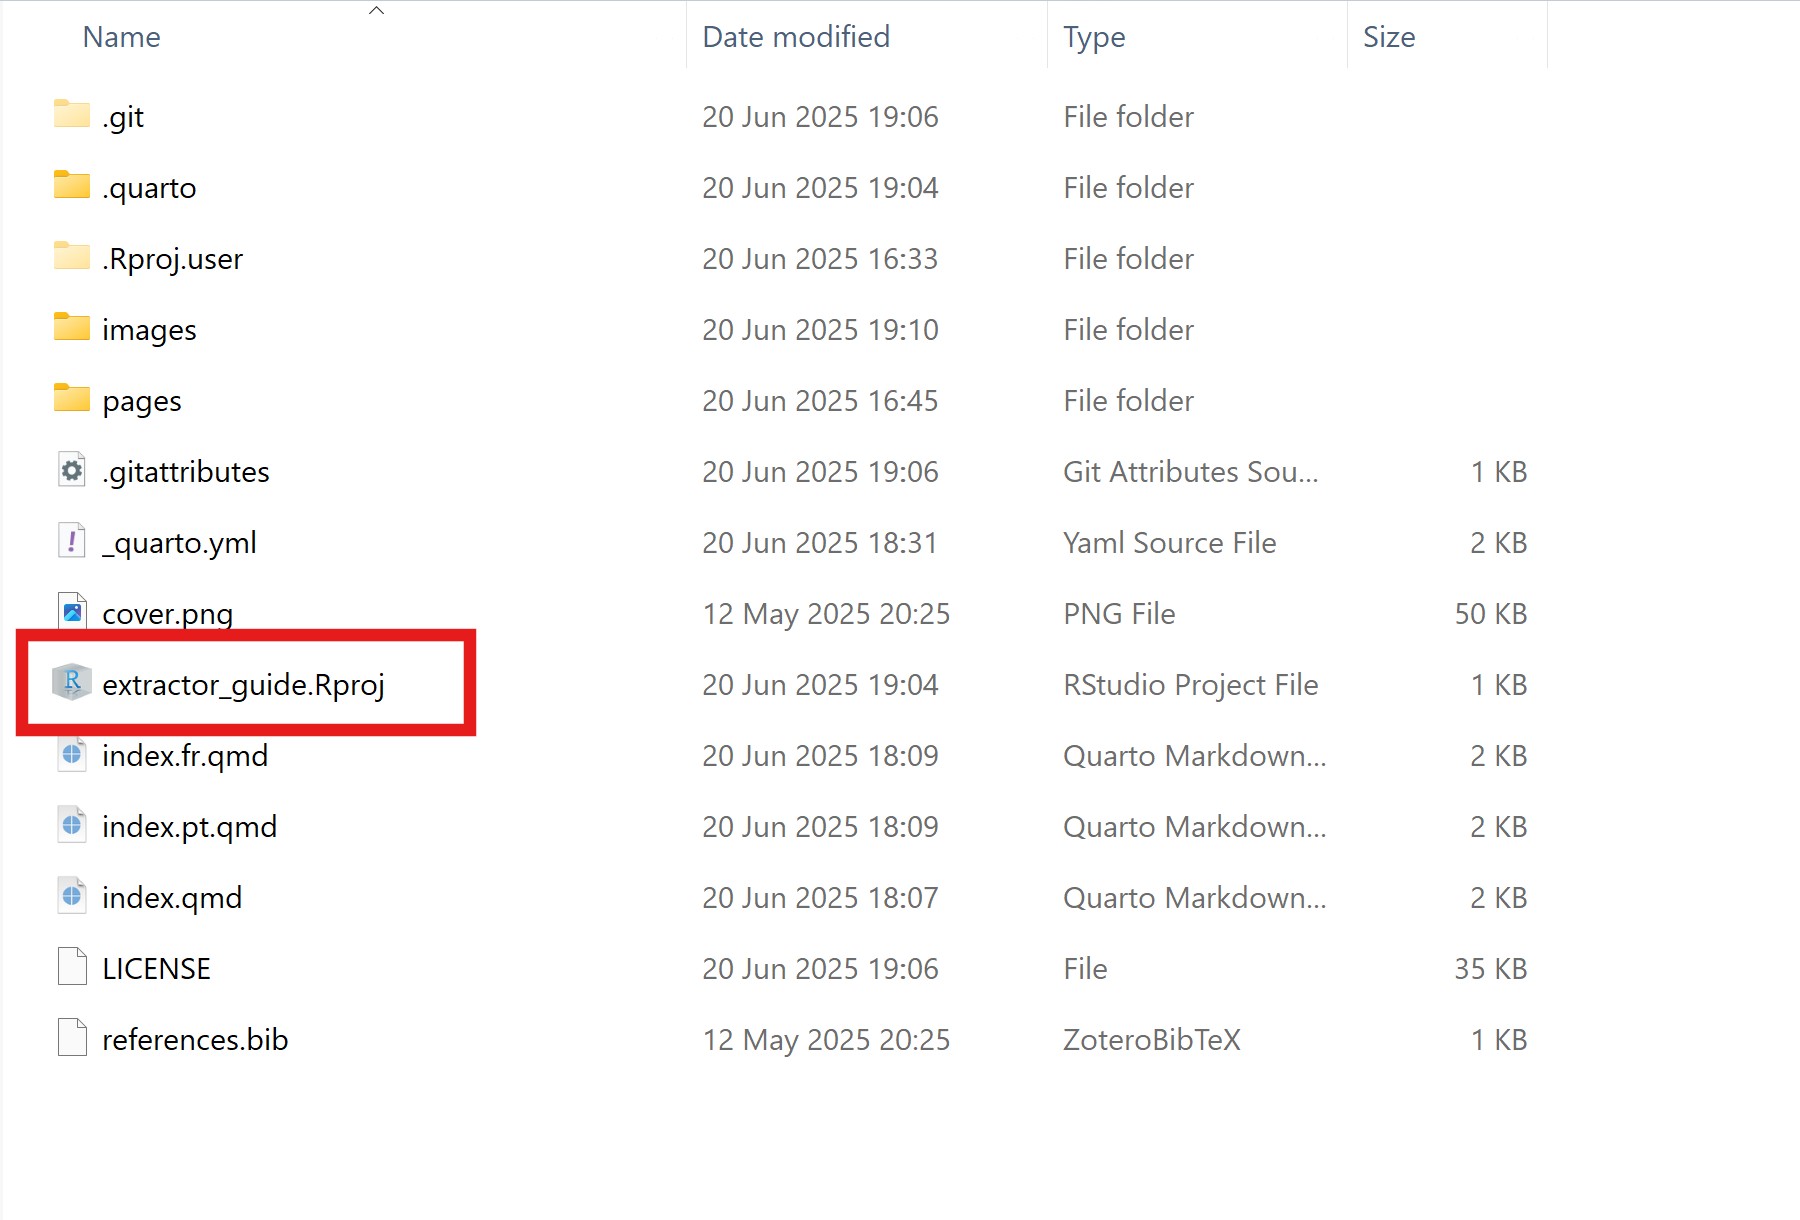 Name Date modified Type Size
.git 20 Jun 2025 19:06 File folder
.quarto 20 Jun 2025 19:04 File folder
.Rproj.user 20 Jun 2025 16:33 File folder
images 20 Jun 2025 19:10 File folder
pages 20 Jun 2025 16:45 File folder
.gitattributes 20 Jun 2025 19:06 Git Attributes Sou... 1 KB
_quarto.yml 20 Jun 2025 18:31 Yaml Source File 2 KB
cover.png 12 May 2025 20:25 PNG File 50 KB
extractor_guide.Rproj 20 Jun 2025 19:04 RStudio Project File 1 KB
index.fr.qmd 20 Jun 2025 18:09 Quarto Markdown... 2 KB
index.pt.qmd 20 Jun 2025 18:09 Quarto Markdown... 2 KB
index.qmd 20 Jun 2025 18:07 Quarto Markdown... 2 KB
LICENSE 20 Jun 2025 19:06 File 35 KB
references.bib 12 May 2025 20:25 ZoteroBibTeX 1 KB